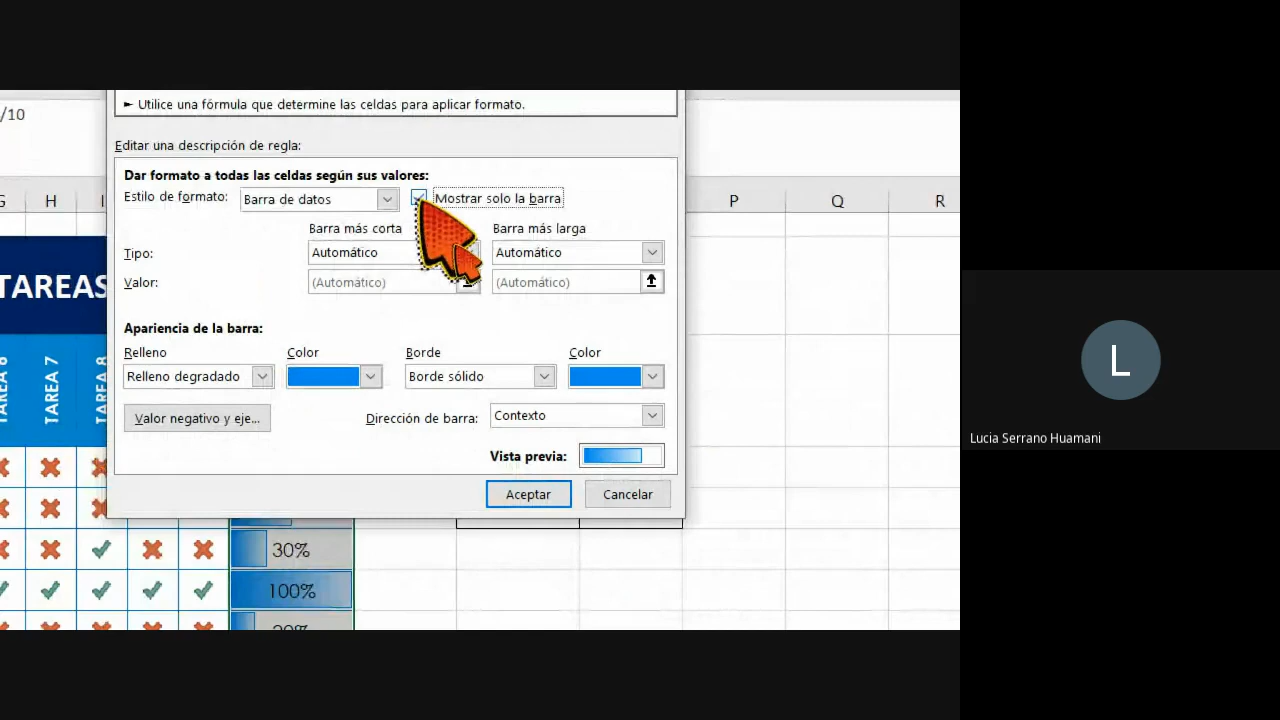 /10
► Utilice una fórmula que determine las celdas para aplicar formato.
Editar una descripción de regla:
Dar formato a todas las celdas según sus valores:
Estilo de formato: Barra de datos Mostrar solo la barra
Barra más corta Barra más larga
Tipo: Automático Automático
Valor: (Automático) (Automático)
Apariencia de la barra:
Relleno Color Borde Color
Relleno degradado Borde sólido
Valor negativo y eje... Dirección de barra: Contexto
Vista previa:
Aceptar Cancelar
G H I P Q R
TAREAS
TAREA 6 TAREA 7 TAREA 8
30%
100%
L
Lucia Serrano Huamani